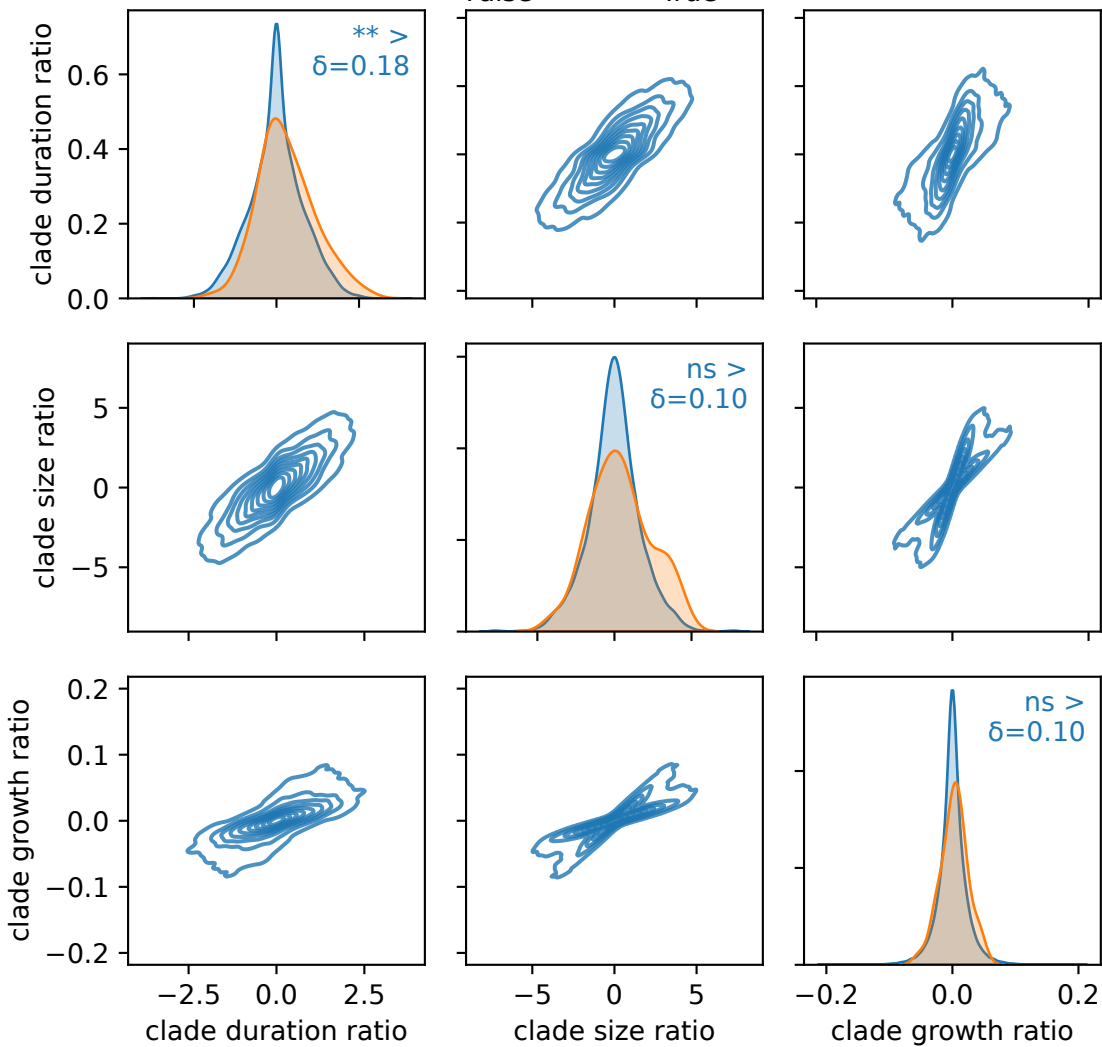 ** >
δ=0.18
clade duration ratio
0.6
0.4
0.2
0.0
ns >
δ=0.10
clade size ratio
5
0
−5
ns >
δ=0.10
clade growth ratio
0.2
0.1
0.0
−0.1
−0.2
−2.5 0.0 2.5
−5 0 5
−0.2 0.0 0.2
clade duration ratio
clade size ratio
clade growth ratio